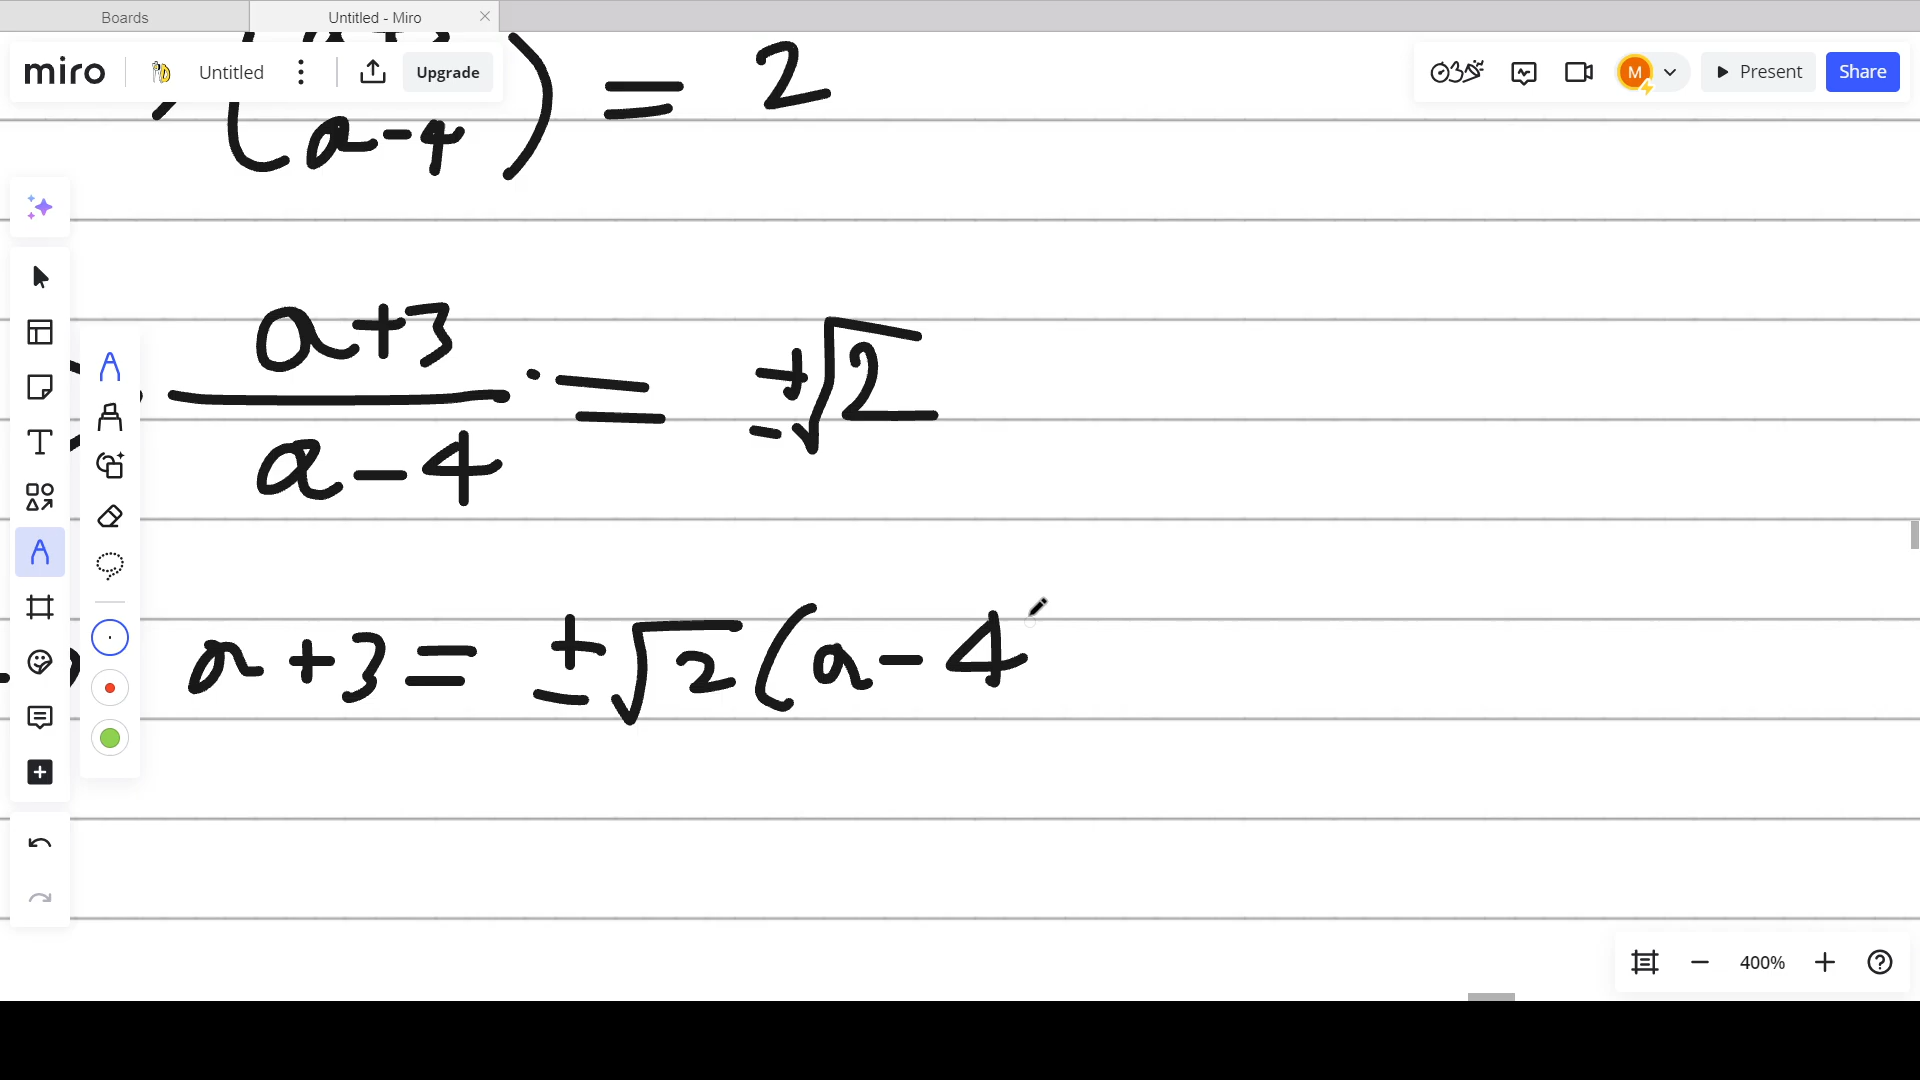 Boards
Untitled - Miro
miro
Untitled
Upgrade
M
Present
Share
(a-4) = 2
a+3
a-4
= ±√2
a+3 = ±√2(a-4
400%